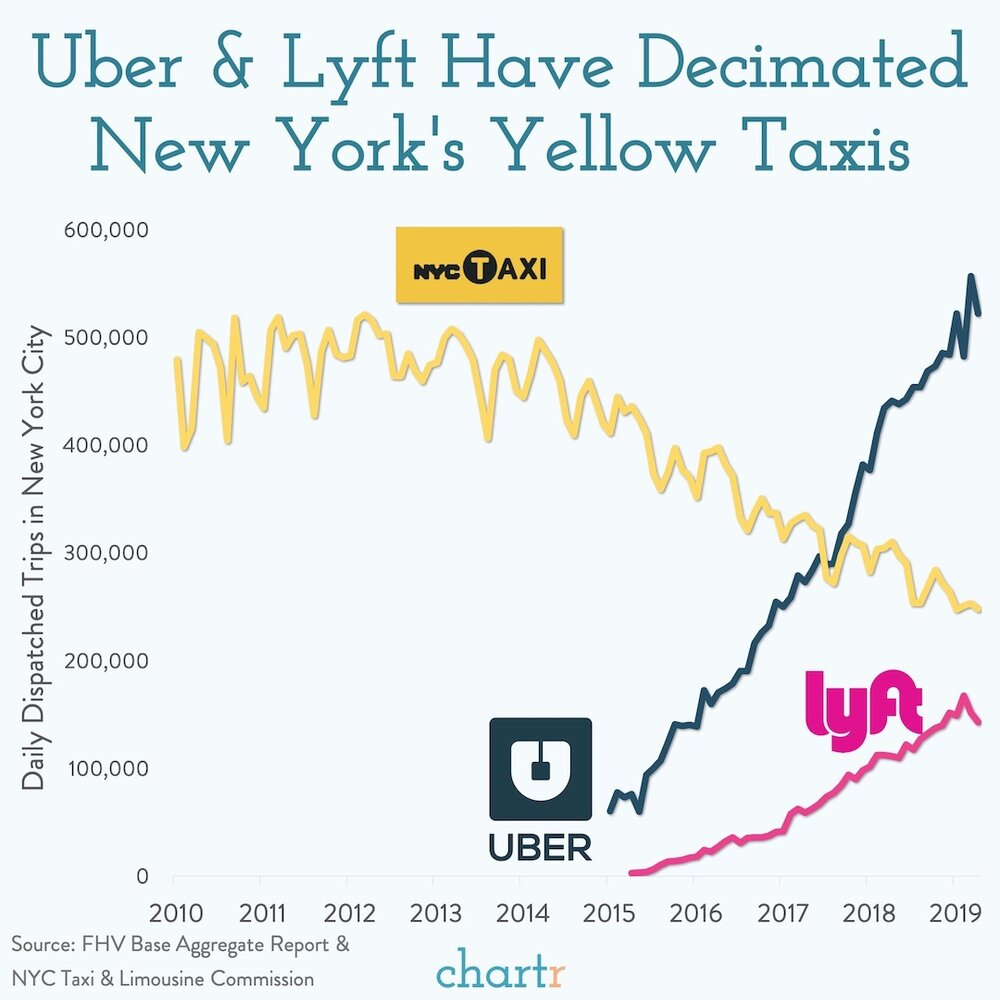 Uber & Lyft Have Decimated
New York's Yellow Taxis
Daily Dispatched Trips in New York City
600,000
500,000
400,000
300,000
200,000
100,000
0
NYC TAXI
UBER
lyft
2010 2011 2012 2013 2014 2015 2016 2017 2018 2019
Source: FHV Base Aggregate Report &
NYC Taxi & Limousine Commission
chartr